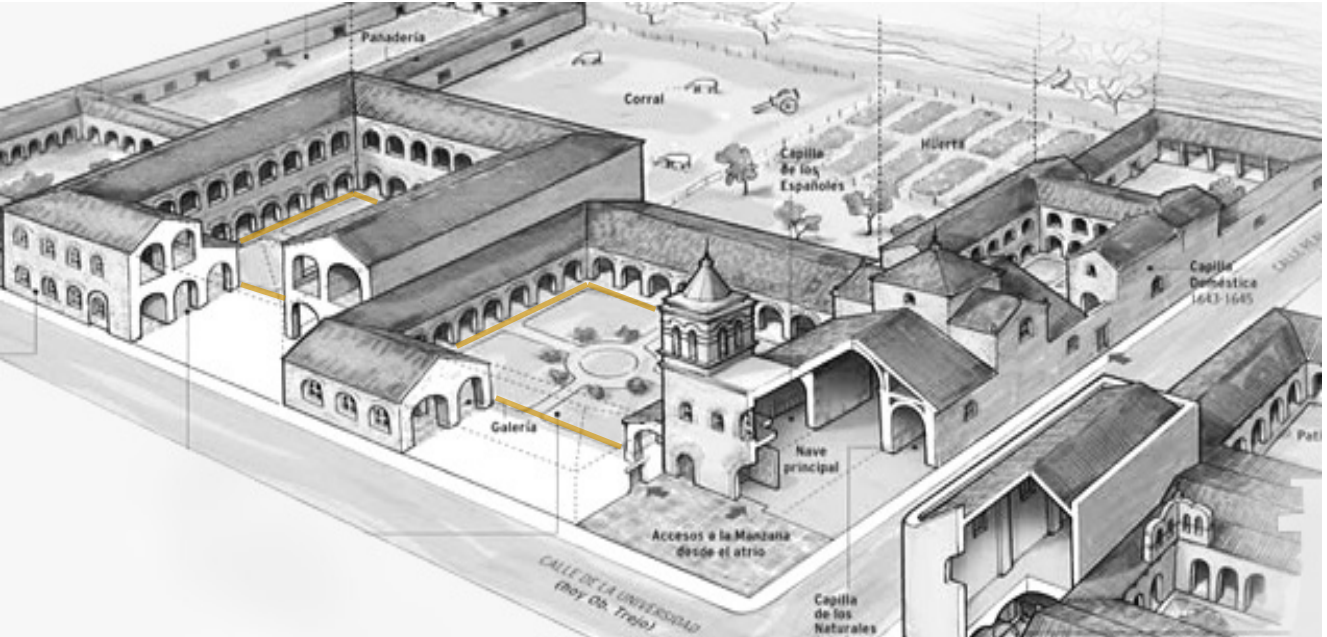 Panadería
Corral
Huerta
Capilla
de los
Españoles
Capilla
Doméstica
1643-1645
Galería
Nave
principal
Accesos a la Manzana
desde el atrio
CALLE DE LA UNIVERSIDAD
(hoy Ob. Trejo)
Capilla
de los
Naturales